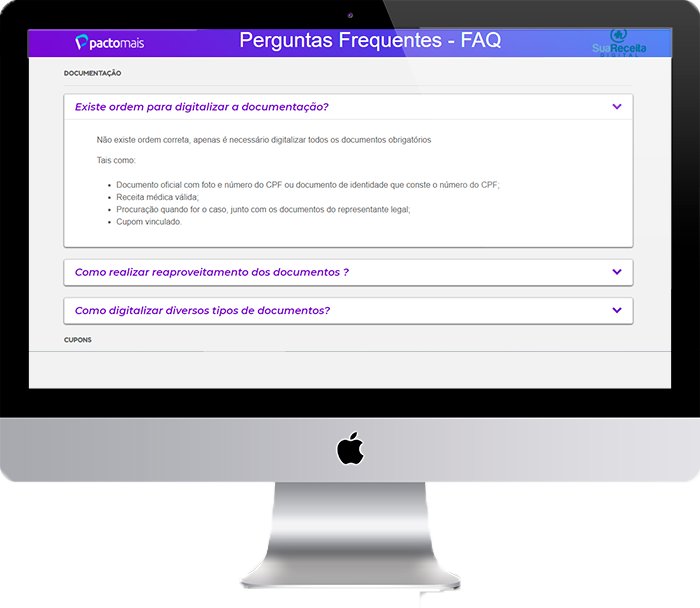 pactomais
Perguntas Frequentes - FAQ
SuaReceita
DIGITAL
DOCUMENTAÇÃO
Existe ordem para digitalizar a documentação?
Não existe ordem correta, apenas é necessário digitalizar todos os documentos obrigatórios
Tais como:
Documento oficial com foto e número do CPF ou documento de identidade que conste o número do CPF;
Receita médica válida;
Procuração quando for o caso, junto com os documentos do representante legal;
Cupom vinculado.
Como realizar reaproveitamento dos documentos ?
Como digitalizar diversos tipos de documentos?
CUPONS